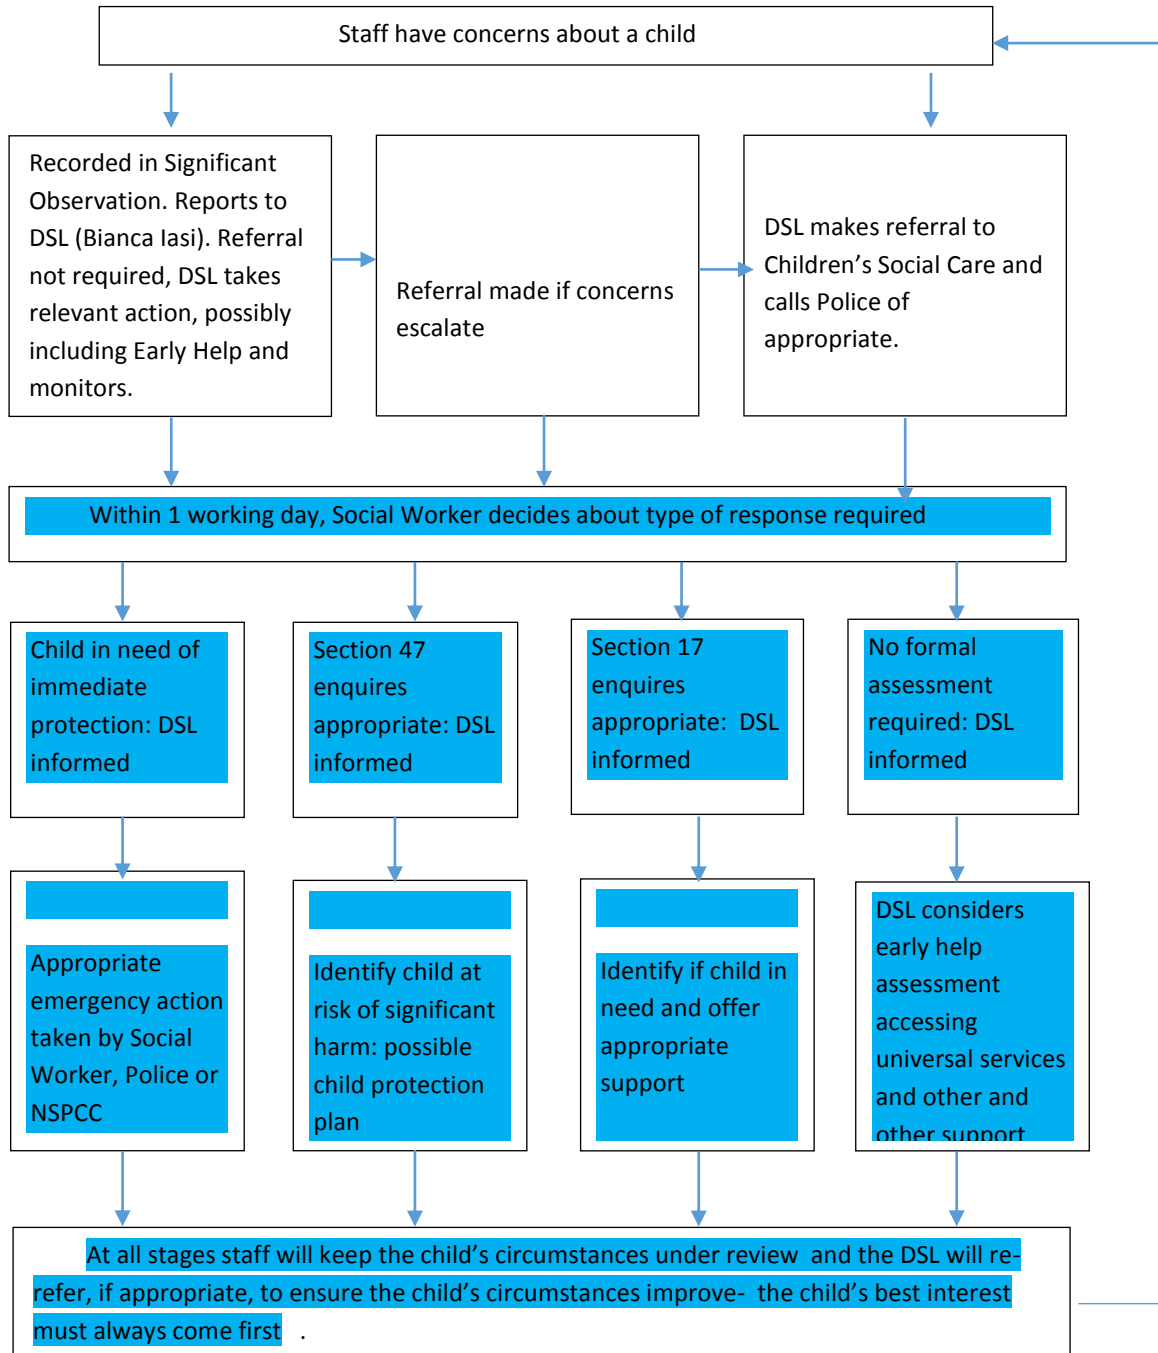 Staff have concerns about a child
Recorded in Significant
Observation. Reports to
DSL (Bianca Iasi). Referral
not required, DSL takes
relevant action, possibly
including Early Help and
monitors.
Referral made if concerns
escalate
DSL makes referral to
Children’s Social Care and
calls Police of
appropriate.
Within 1 working day, Social Worker decides about type of response required
Child in need of
immediate
protection: DSL
informed
Section 47
enquires
appropriate: DSL
informed
Section 17
enquires
appropriate:  DSL
informed
No formal
assessment
required: DSL
informed
Appropriate
emergency action
taken by Social
Worker, Police or
NSPCC
Identify child at
risk of significant
harm: possible
child protection
plan
Identify if child in
need and offer
appropriate
support
DSL considers
early help
assessment
accessing
universal services
and other and
other support
At all stages staff will keep the child’s circumstances under review  and the DSL will re-
refer, if appropriate, to ensure the child’s circumstances improve-  the child’s best interest
must always come first   .